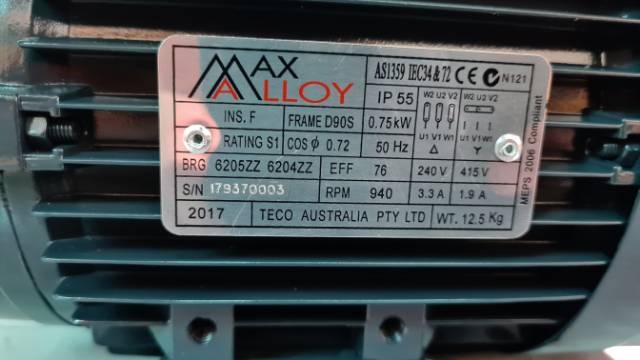 MAX ALLOY
AS1359 IEC34 & 72 CE N121
IP 55 W2 U2 V2 W2 U2 V2
INS. F FRAME D90S 0.75kW
U1 V1 W1 U1 V1 W1
RATING S1 COS ϕ 0.72 50 Hz △ Y
BRG 6205ZZ 6204ZZ EFF 76 240 V 415V
S/N 179370003 RPM 940 3.3 A 1.9 A
2017 TECO AUSTRALIA PTY LTD WT. 12.5 Kg
MEPS 2006 Compliant